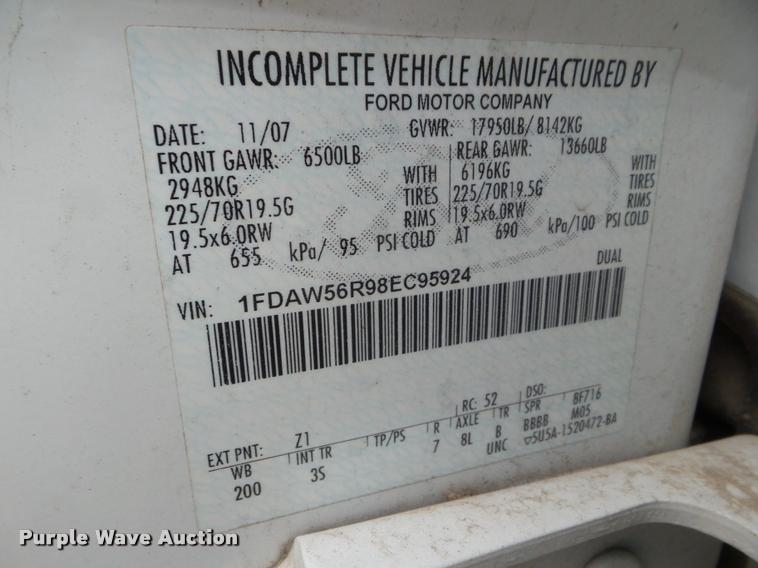 INCOMPLETE VEHICLE MANUFACTURED BY
FORD MOTOR COMPANY
DATE: 11/07 GVWR: 17950LB/ 8142KG
FRONT GAWR: 6500LB REAR GAWR: 13660LB
2948KG WITH 6196KG WITH
225/70R19.5G TIRES 225/70R19.5G TIRES
19.5x6.0RW RIMS 19.5x6.0RW RIMS
AT 655 kPa/ 95 PSI COLD AT 690 kPa/100 PSI COLD
VIN: 1FDAW56R98EC95924 DUAL
EXT PNT: Z1 RC: 52 DSO:
WB INT TR TP/PS R AXLE TR SPR BF716
200 3S 7 8L B BBBB M05
UNC ▽5U5A-1520472-BA
Purple Wave Auction